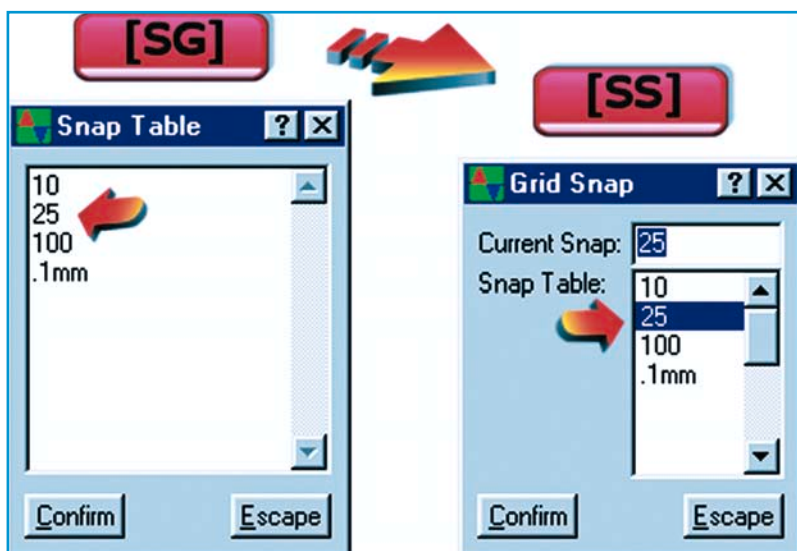 [SG]
Snap Table
?
10
25
100
.1mm
Confirm
Escape
[SS]
Grid Snap
?
Current Snap: 25
Snap Table:
10
25
100
.1mm
Confirm
Escape